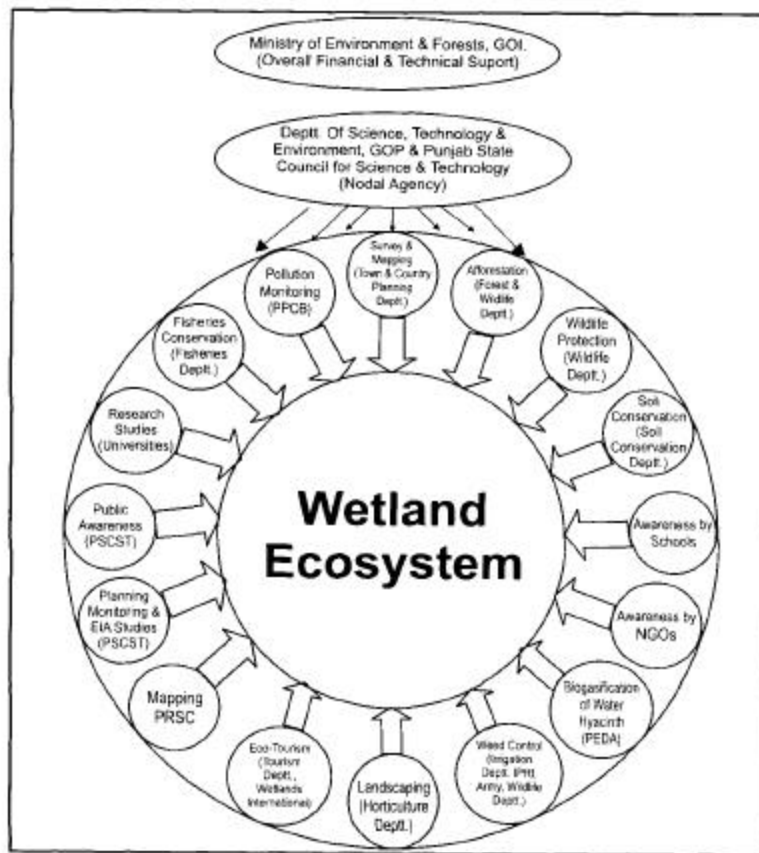 Ministry of Environment & Forests, GOI.
(Overall Financial & Technical Suport)
Deptt. Of Science, Technology &
Environment, GOP & Punjab State
Council for Science & Technology
(Nodal Agency)
Survey &
Mapping
(Town & Country
Planning
Deptt.)
Afforestation
(Forest &
Wildlife
Deptt.)
Wildlife
Protection
(Wildlife
Deptt.)
Soil
Conservation
(Soil
Conservation
Deptt.)
Awareness by
Schools
Awareness by
NGOs
Biogasification
of Water
Hyacinth
(PEDA)
Weed Control
(Irrigation
Deptt. IPRI,
Army, Wildlife
Deptt.)
Landscaping
(Horticulture
Deptt.)
Eco-Tourism
(Tourism
Deptt.,
Wetlands
International)
Mapping
PRSC
Planning
Monitoring &
EIA Studies
(PSCST)
Public
Awareness
(PSCST)
Research
Studies
(Universities)
Fisheries
Conservation
(Fisheries
Deptt.)
Pollution
Monitoring
(PPCB)
Wetland
Ecosystem